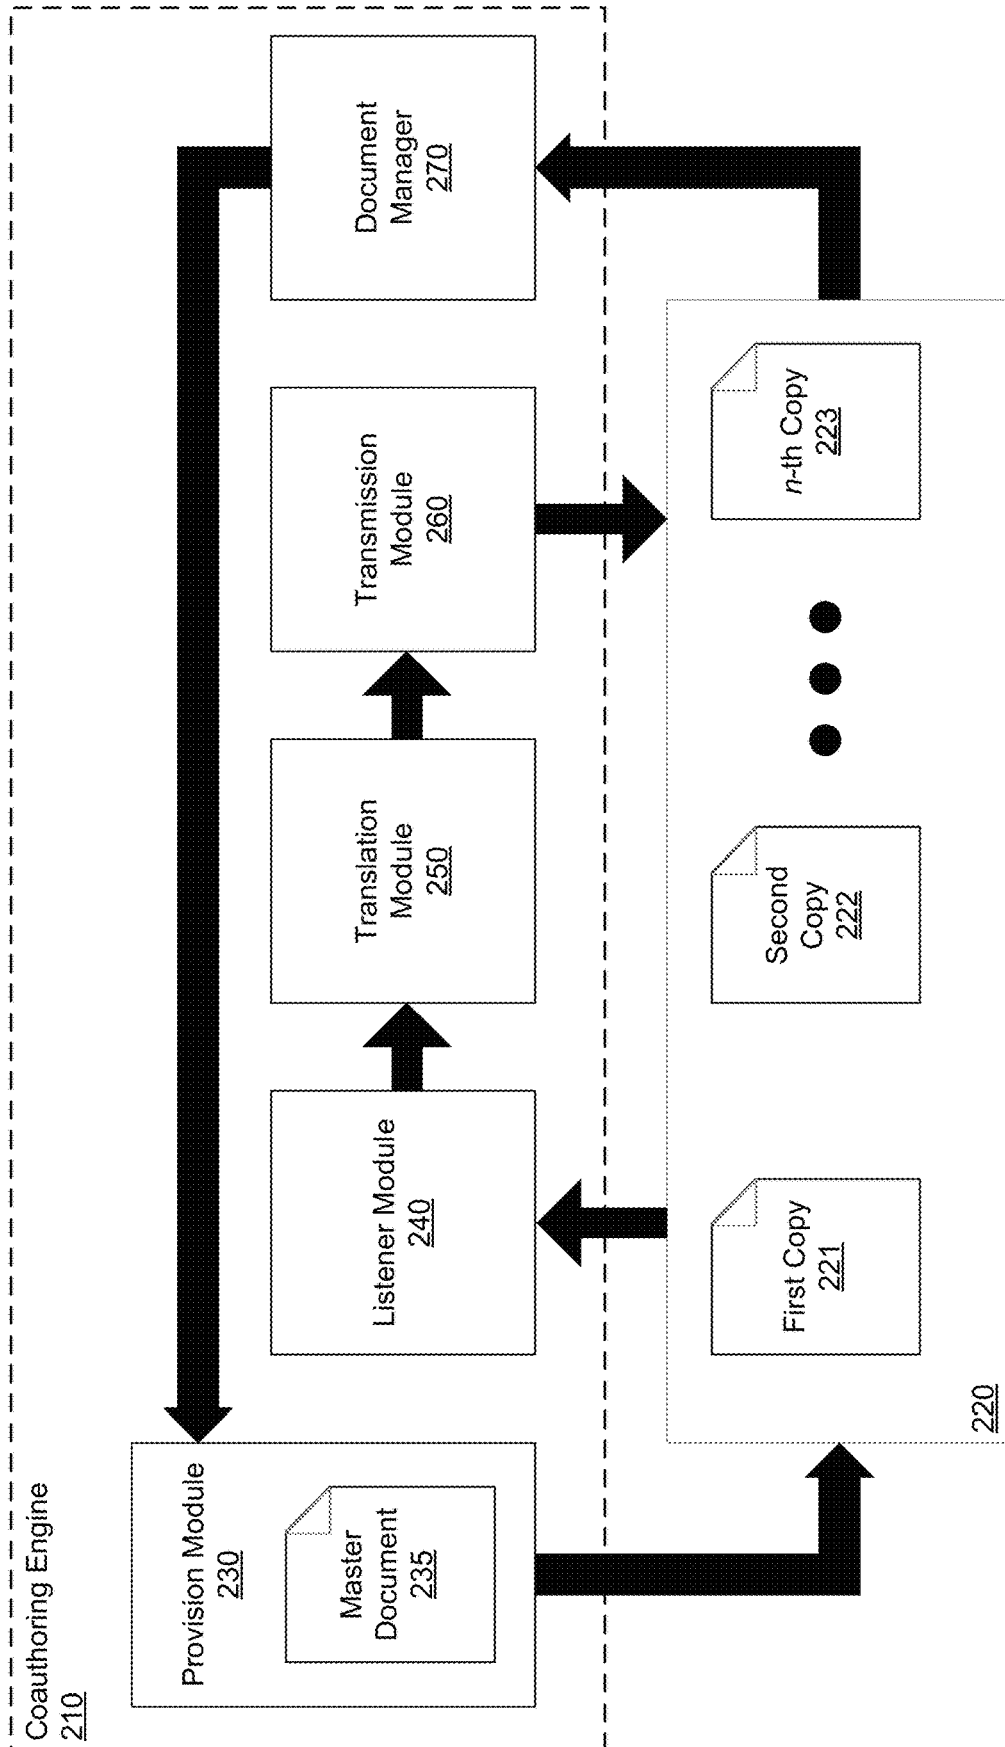 Coauthoring Engine
210
Provision Module
230
Master
Document
235
Listener Module
240
Translation
Module
250
Transmission
Module
260
Document
Manager
270
First Copy
221
Second
Copy
222
n-th Copy
223
220